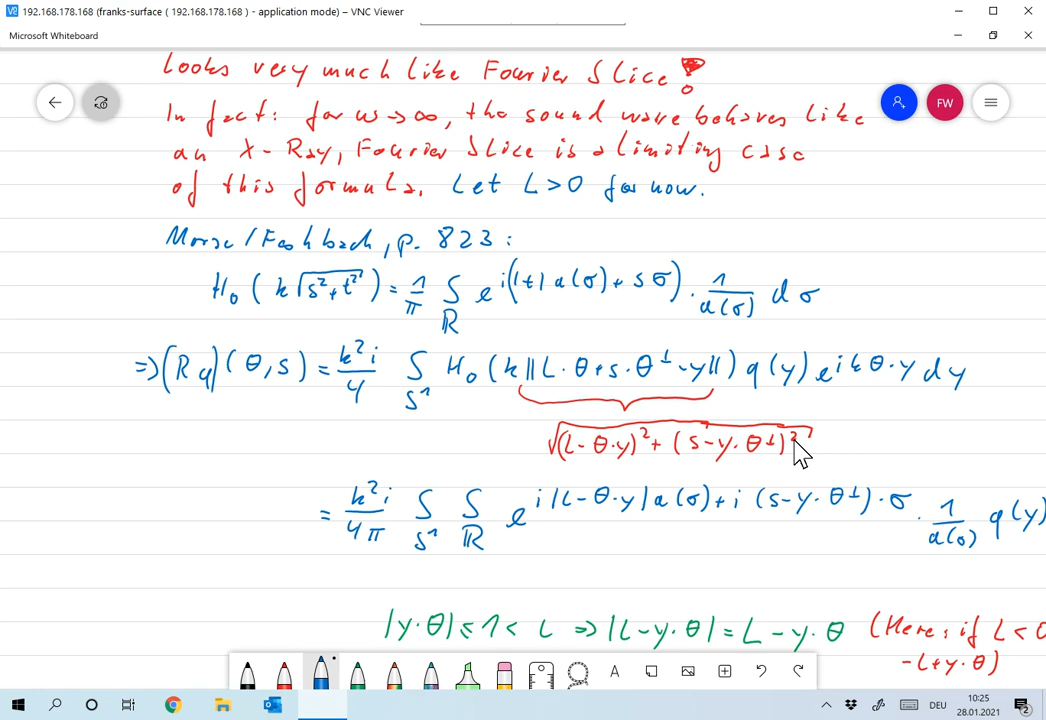 192.168.178.168 (franks-surface ( 192.168.178.168 ) - application mode) – VNC Viewer
Microsoft Whiteboard
Looks very much like Fourier Slice!
In fact: for ω→∞, the sound wave behaves like
an X-Ray, Fourier Slice is a limiting case
of this formula. Let L>0 for now.
FW
Morse/Feshbach, p. 823:
H₀(k√(s²+t²)) = 1/π ∫_ℝ e^{i(|t|a(σ)+sσ)} · 1/a(σ) dσ
=> (Rq)(θ,s) = k²i/4 ∫_{S¹} H₀(k||L·θ+s·θ^⊥-y||) q(y) e^{ikθ·y} dy
√((L-θ·y)²+(s-y·θ^⊥)²)
= k²i/4π ∫_{S¹} ∫_ℝ e^{i|L-θ·y|a(σ)+i(s-y·θ^⊥)·σ} · 1/a(σ) q(y)
|y·θ|≤1<L => |L-y·θ|=L-y·θ (Here: if L<0
-L+y·θ)
A
DEU
10:25
28.01.2021
2